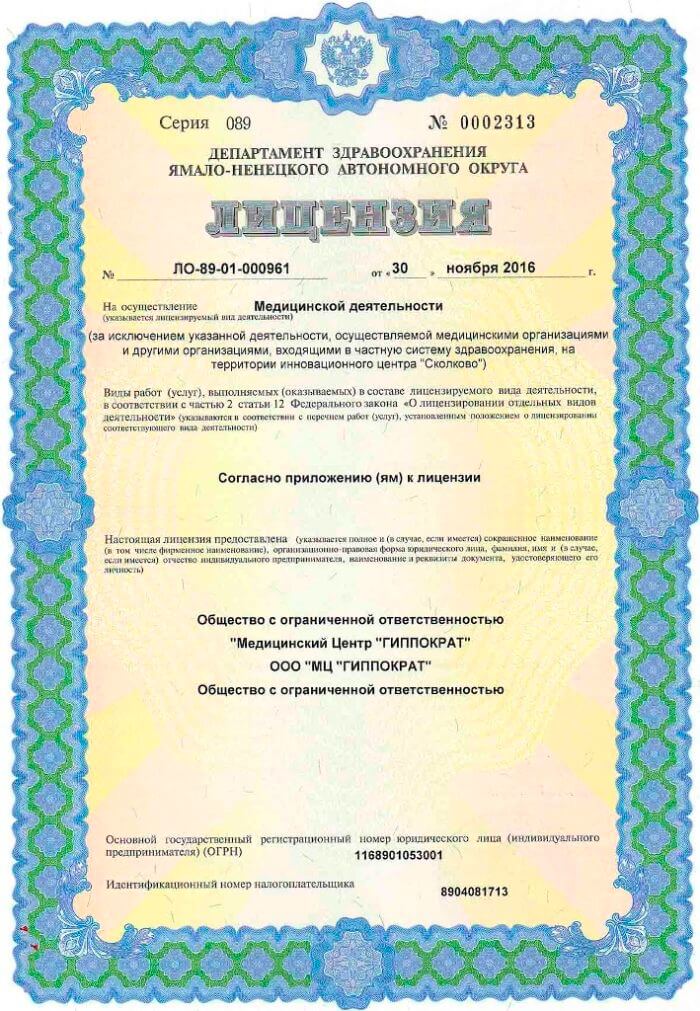 Серия 089 № 0002313
ДЕПАРТАМЕНТ ЗДРАВООХРАНЕНИЯ
ЯМАЛО-НЕНЕЦКОГО АВТОНОМНОГО ОКРУГА
ЛИЦЕНЗИЯ
№ ЛО-89-01-000961 от «30» ноября 2016 г.
На осуществление Медицинской деятельности
(указывается лицензируемый вид деятельности)
(за исключением указанной деятельности, осуществляемой медицинскими организациями
и другими организациями, входящими в частную систему здравоохранения, на
территории инновационного центра "Сколково")
Виды работ (услуг), выполняемых (оказываемых) в составе лицензируемого вида деятельности,
в соответствии с частью 2 статьи 12 Федерального закона «О лицензировании отдельных видов
деятельности» (указываются в соответствии с перечнем работ (услуг), установленным положением о лицензировании
соответствующего вида деятельности)
Согласно приложению (ям) к лицензии
Настоящая лицензия предоставлена (указывается полное и (в случае, если имеется) сокращенное наименование
(в том числе фирменное наименование), организационно-правовая форма юридического лица, фамилия, имя и (в случае,
если имеется) отчество индивидуального предпринимателя, наименование и реквизиты документа, удостоверяющего его
личность)
Общество с ограниченной ответственностью
"Медицинский Центр "ГИППОКРАТ"
ООО "МЦ "ГИППОКРАТ"
Общество с ограниченной ответственностью
Основной государственный регистрационный номер юридического лица (индивидуального
предпринимателя) (ОГРН) 1168901053001
Идентификационный номер налогоплательщика 8904081713